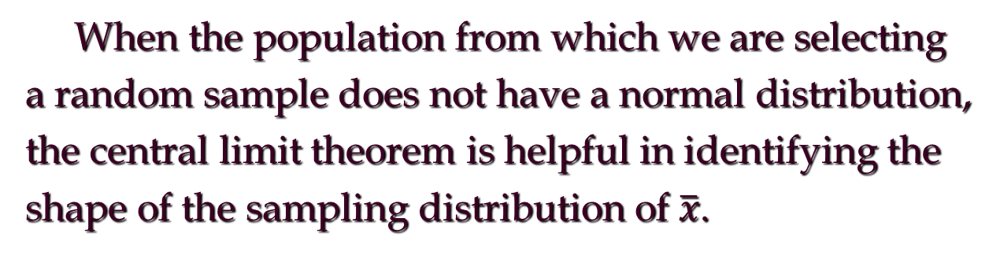 When the population from which we are selecting
a random sample does not have a normal distribution,
the central limit theorem is helpful in identifying the
shape of the sampling distribution of x̄.